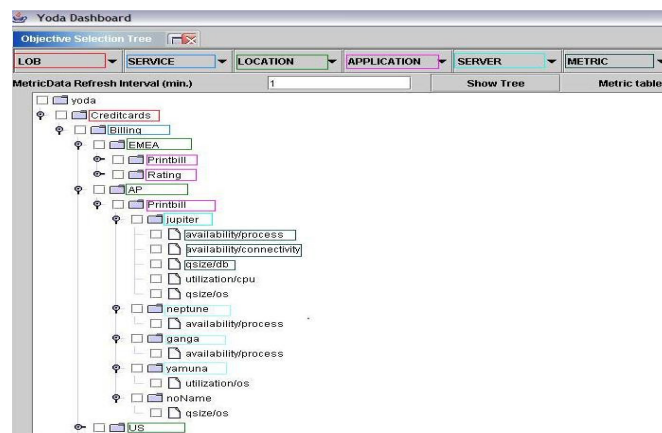 Yoda Dashboard
Objective Selection Tree
LOB SERVICE LOCATION APPLICATION SERVER METRIC
MetricData Refresh Interval (min.) 1 Show Tree Metric table
yoda
Creditcards
Billing
EMEA
Printbill
Rating
AP
Printbill
jupiter
availability/process
availability/connectivity
qsize/db
utilization/cpu
qsize/os
neptune
availability/process
ganga
availability/process
yamuna
utilization/os
noName
qsize/os
US